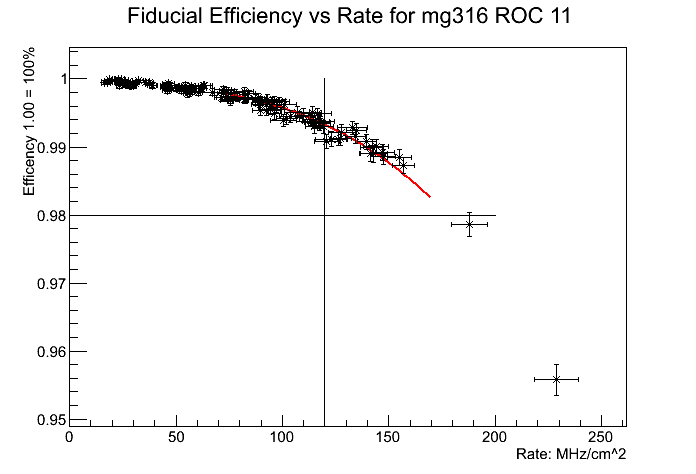 Fiducial Efficiency vs Rate for mg316 ROC 11
Efficency 1.00 = 100%
1
0.99
0.98
0.97
0.96
0.95
0 50 100 150 200 250
Rate: MHz/cm^2